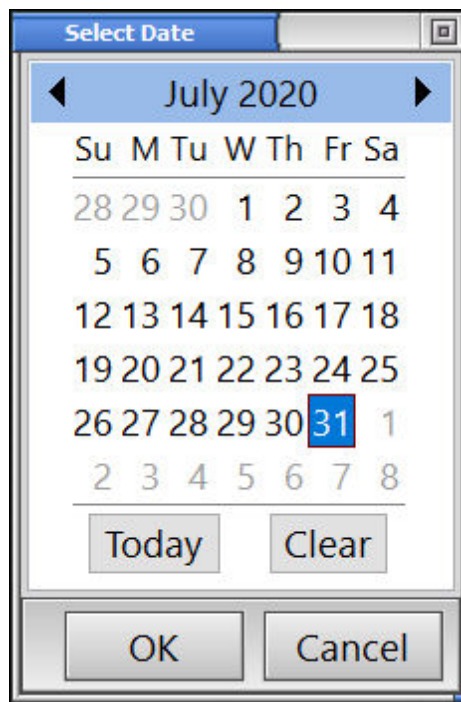 Select Date
July 2020
Su M Tu W Th Fr Sa
28 29 30 1 2 3 4
5 6 7 8 9 10 11
12 13 14 15 16 17 18
19 20 21 22 23 24 25
26 27 28 29 30 31 1
2 3 4 5 6 7 8
Today Clear
OK Cancel